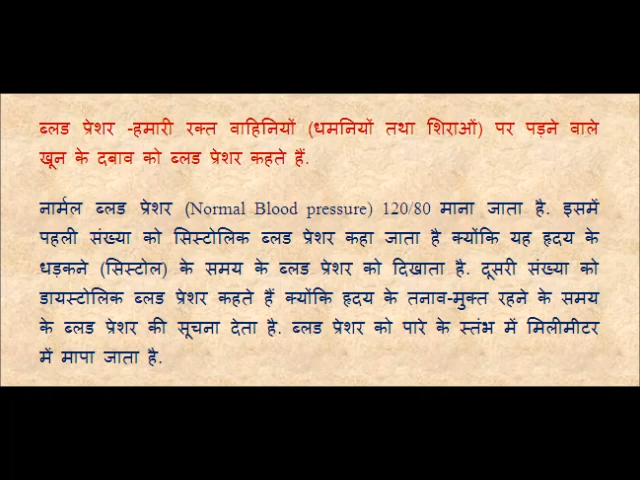 ब्लड प्रेशर -हमारी रक्त वाहिनियों (धमनियों तथा शिराओं) पर पड़ने वाले
खून के दबाव को ब्लड प्रेशर कहते हैं.
नार्मल ब्लड प्रेशर (Normal Blood pressure) 120/80 माना जाता है. इसमें
पहली संख्या को सिस्टोलिक ब्लड प्रेशर कहा जाता है क्योंकि यह हृदय के
धड़कने (सिस्टोल) के समय के ब्लड प्रेशर को दिखाता है. दूसरी संख्या को
डायस्टोलिक ब्लड प्रेशर कहते हैं क्योंकि हृदय के तनाव-मुक्त रहने के समय
के ब्लड प्रेशर की सूचना देता है. ब्लड प्रेशर को पारे के स्तंभ में मिलीमीटर
में मापा जाता है.